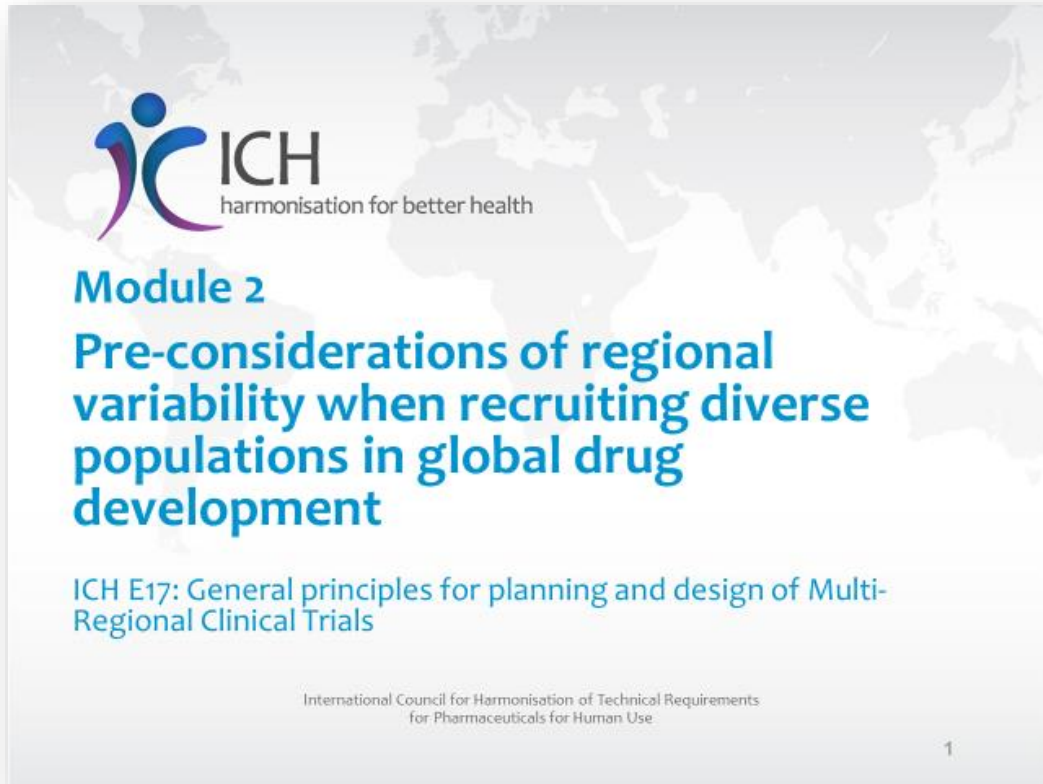 ICH
harmonisation for better health
Module 2
Pre-considerations of regional
variability when recruiting diverse
populations in global drug
development
ICH E17: General principles for planning and design of Multi-
Regional Clinical Trials
International Council for Harmonisation of Technical Requirements
for Pharmaceuticals for Human Use
1